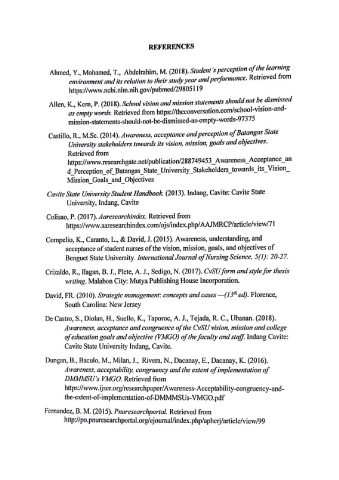 REFERENCES
Ahmed, Y., Mohamed, T., Abdelrahim, M. (2018). Student's perception of the learning
environment and its relation to their study year and performance. Retrieved from
https://www.ncbi.nlm.nih.gov/pubmed/29805119
Allen, K., Kern, P. (2018). School vision and mission statements should not be dismissed
as empty words. Retrieved from https://theconversation.com/school-vision-and-
mission-statements-should-not-be-dismissed-as-empty-words-97375
Castillo, R., M.Sc. (2014). Awareness, acceptance and perception of Batangas State
University stakeholders towards its vision, mission, goals and objectives.
Retrieved from
https://www.researchgate.net/publication/288749453_Awareness_Acceptance_an
d_Perception_of_Batangas_State_University_Stakeholders_towards_its_Vision_
Mission_Goals_and_Objectives
Cavite State University Student Handbook. (2013). Indang, Cavite: Cavite State
University, Indang, Cavite
Collsao, P. (2017). Aaresearchindex. Retrieved from
https://www.aaresearchindex.com/ojs/index.php/AAJMRCP/article/view/71
Compelio, K., Caranto, L., & David, J. (2015). Awareness, understanding, and
acceptance of student nurses of the vision, mission, goals, and objectives of
Benguet State University. International Journal of Nursing Science, 5(1): 20-27.
Crizaldo, R., Ilagan, B. J., Piete, A. J., Sedigo, N. (2017). CvSU form and style for thesis
writing. Malabon City: Mutya Publishing House Incorporation.
David, FR. (2010). Strategic management: concepts and cases —(13th ed). Florence,
South Carolina: New Jersey
De Castro, S., Diolan, H., Suello, K., Taporoc, A. J., Tejada, R. C., Ubanan. (2018).
Awareness, acceptance and congruence of the CvSU vision, mission and college
of education goals and objective (VMGO) of the faculty and staff. Indang Cavite:
Cavite State University Indang, Cavite.
Dungan, B., Baculo, M., Milan, J., Rivera, N., Dacanay, E., Dacanay, K. (2016).
Awareness, acceptability, congruency and the extent of implementation of
DMMMSU's VMGO. Retrieved from
https://www.ijser.org/researchpaper/Awareness-Acceptability-congruency-and-
the-extent-of-implementation-of-DMMMSUs-VMGO.pdf
Fernandez, B. M. (2015). Pnuresearchportal. Retrieved from
http://po.pnuresearchportal.org/ejournal/index.php/apherj/article/view/99